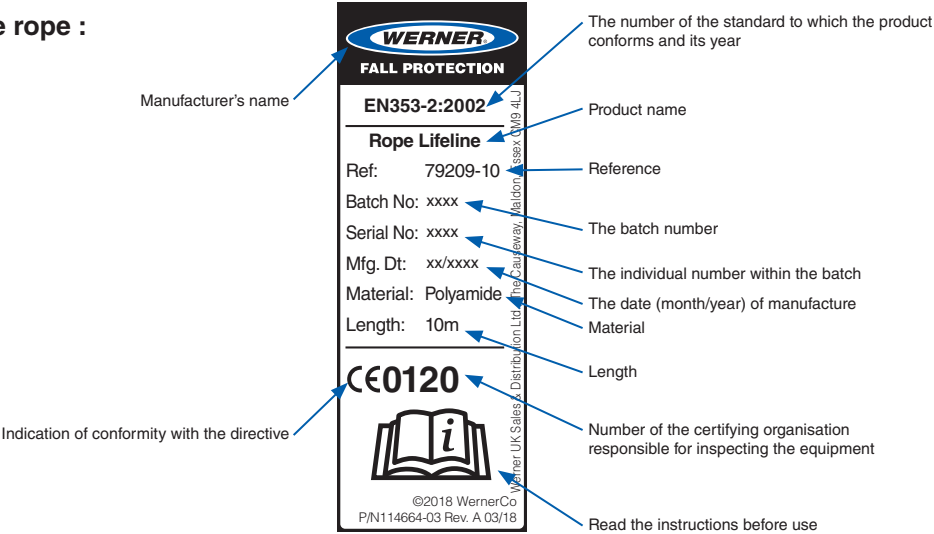 e rope :
WERNER
FALL PROTECTION
EN353-2:2002
Rope Lifeline
Ref: 79209-10
Batch No: xxxx
Serial No: xxxx
Mfg. Dt: xx/xxxx
Material: Polyamide
Length: 10m
CE0120
i
©2018 WernerCo
P/N114664-03 Rev. A 03/18
Werner UK Sales & Distribution Ltd, The Causeway, Maldon, Essex CM9 4LJ
Manufacturer's name
Indication of conformity with the directive
The number of the standard to which the product
conforms and its year
Product name
Reference
The batch number
The individual number within the batch
The date (month/year) of manufacture
Material
Length
Number of the certifying organisation
responsible for inspecting the equipment
Read the instructions before use